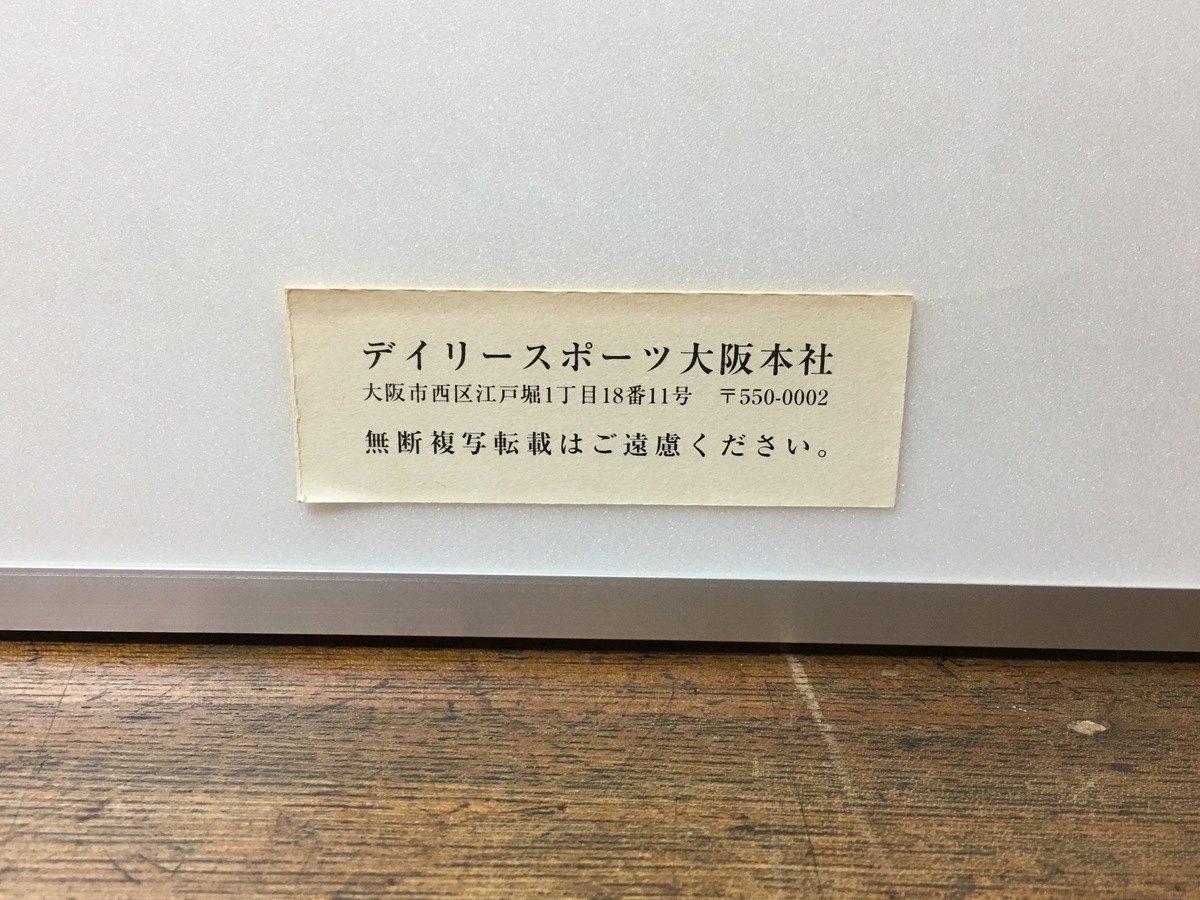 デイリースポーツ大阪本社
大阪市西区江戸堀1丁目18番11号　〒550-0002
無断複写転載はご遠慮ください。